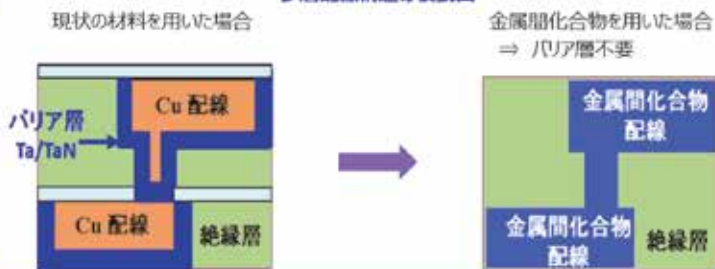 現状の材料を用いた場合
金属間化合物を用いた場合
⇒ バリア層不要
Cu 配線
バリア層
Ta/TaN
Cu 配線
絶縁層
金属間化合物
配線
金属間化合物
配線
絶縁層